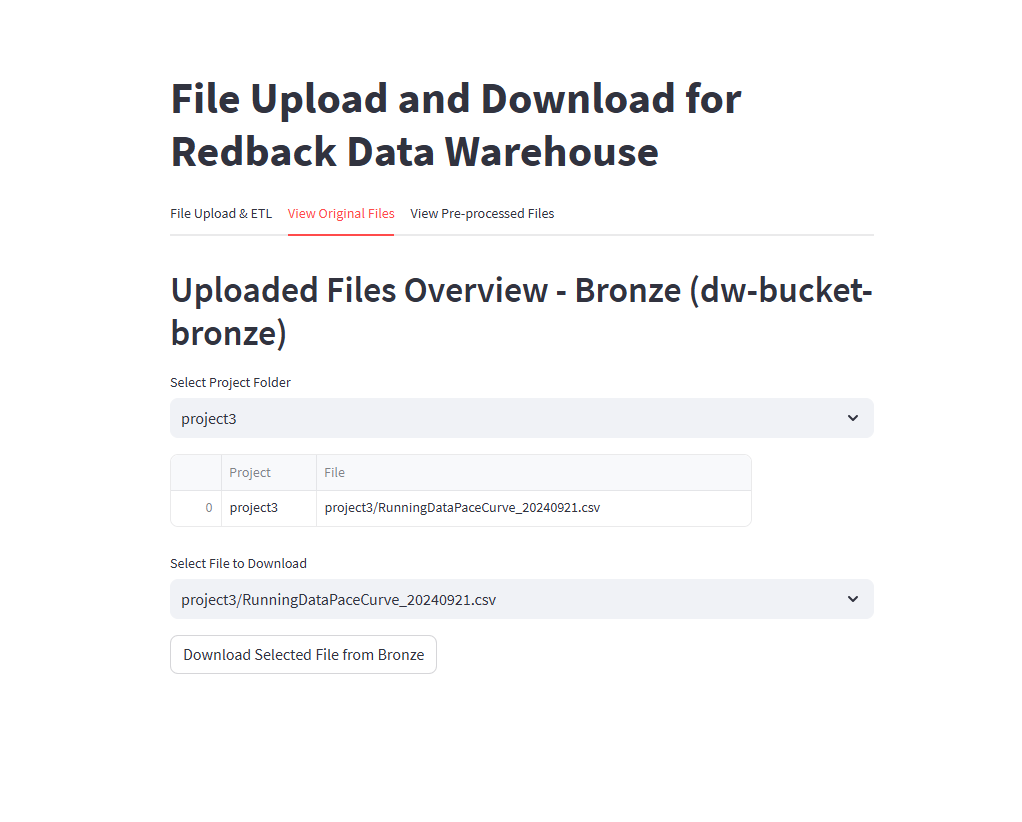 File Upload and Download for
Redback Data Warehouse
File Upload & ETL View Original Files View Pre-processed Files
Uploaded Files Overview - Bronze (dw-bucket-
bronze)
Select Project Folder
project3
Project File
0 project3 project3/RunningDataPaceCurve_20240921.csv
Select File to Download
project3/RunningDataPaceCurve_20240921.csv
Download Selected File from Bronze